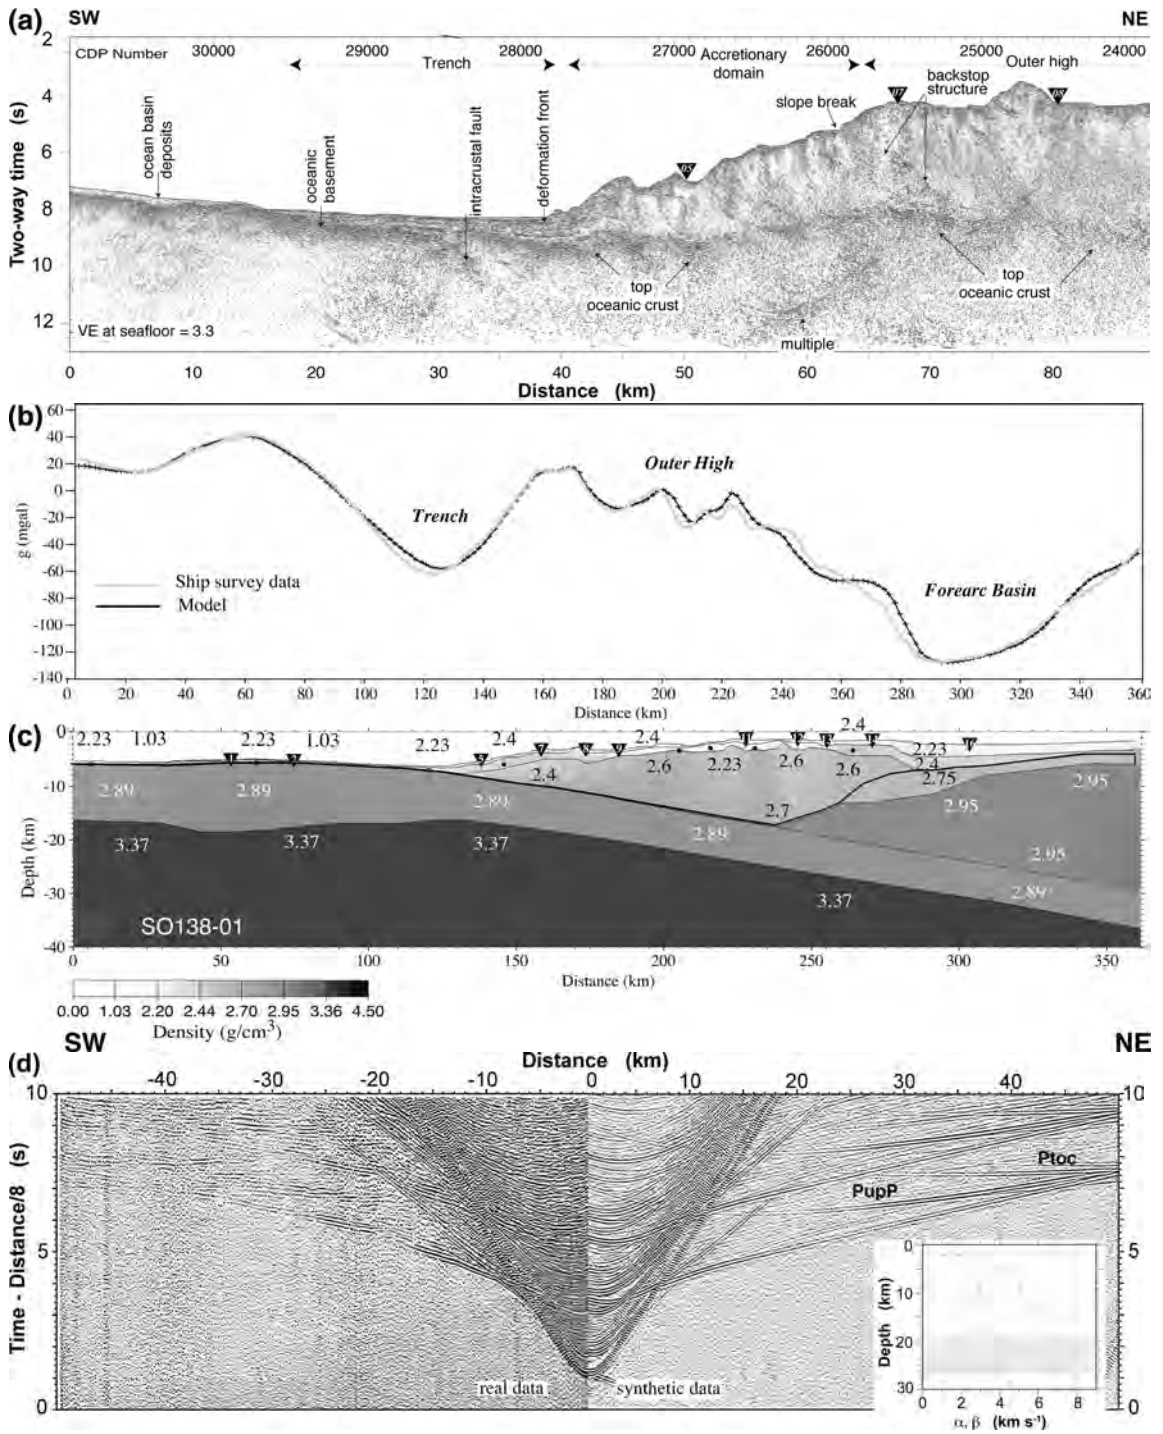 (a) SW NE
CDP Number 30000 29000 28000 27000 26000 25000 24000
Trench Accretionary domain Outer high
backstop structure
slope break
ocean basin deposits
oceanic basement
intracrustal fault
deformation front
top oceanic crust
top oceanic crust
multiple
VE at seafloor = 3.3
Two-way time (s)
2
4
6
8
10
12
0 10 20 30 40 50 60 70 80
Distance (km)
(b)
g (mgal)
60
40
20
0
-20
-40
-60
-80
-100
-120
-140
Outer High
Trench
Forearc Basin
Ship survey data
Model
0 20 40 60 80 100 120 140 160 180 200 220 240 260 280 300 320 340 360
Distance (km)
(c)
Depth (km)
0
-10
-20
-30
-40
2.23 1.03 2.23 1.03 2.23 2.4 2.4 2.4 2.23
2.4 2.6 2.23 2.6 2.6 2.4 2.75
2.89 2.89 2.89 2.7 2.95 2.95
3.37 3.37 3.37 2.89 2.95
3.37 2.89
SO138-01
0 50 100 150 200 250 300 350
Distance (km)
0.00 1.03 2.20 2.44 2.70 2.95 3.36 4.50
Density (g/cm³)
SW NE
(d) Distance (km)
-40 -30 -20 -10 0 10 20 30 40
Time - Distance/8 (s)
10 10
5 5
0 0
Ptoc
PupP
real data synthetic data
Depth (km)
0
10
20
30
0 2 4 6 8
α, β (km s⁻¹)